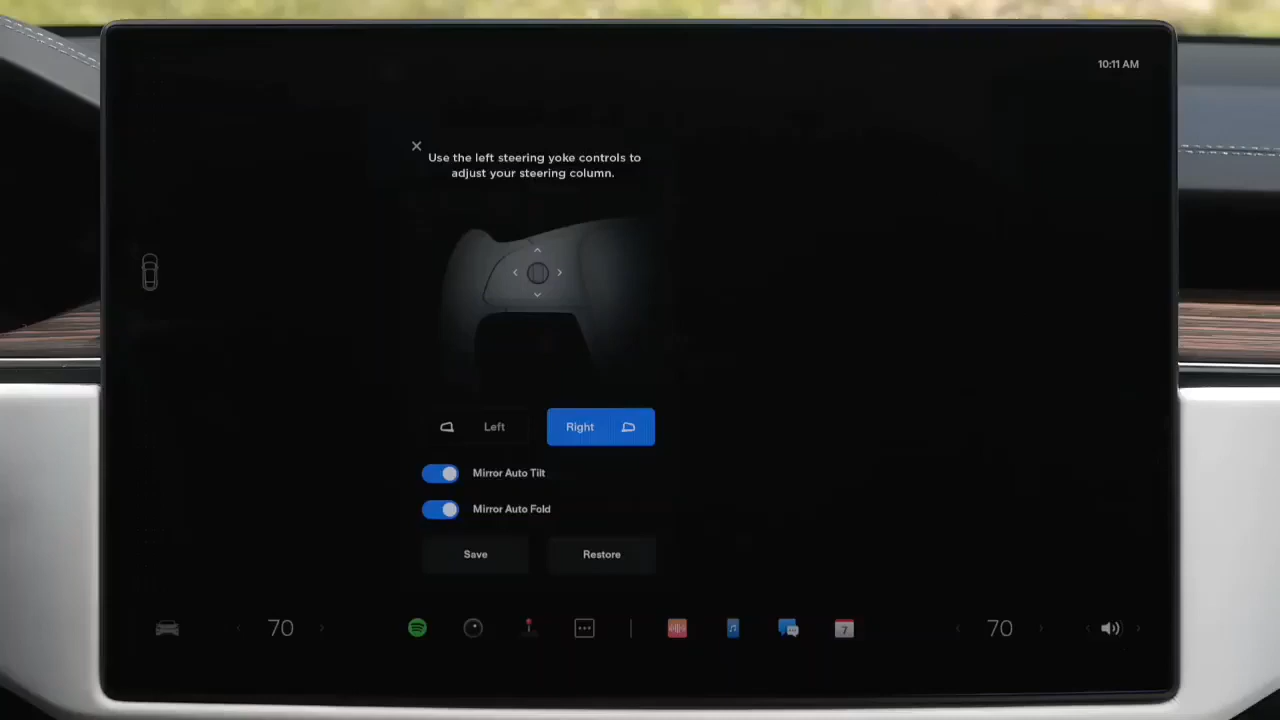 10:11 AM
Use the left steering yoke controls to
adjust your steering column.
Left
Right
Mirror Auto Tilt
Mirror Auto Fold
Save
Restore
70
7
70